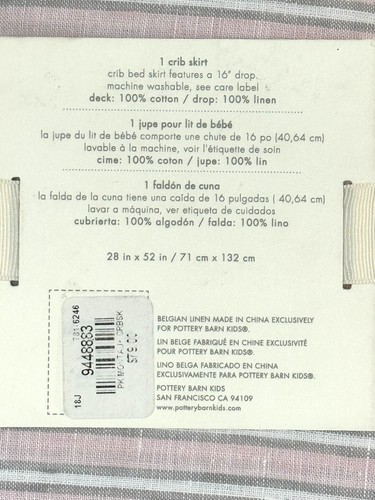 1 crib skirt
crib bed skirt features a 16" drop.
machine washable, see care label
deck: 100% cotton / drop: 100% linen
1 jupe pour lit de bébé
la jupe du lit de bébé comporte une chute de 16 po (40,64 cm)
lavable à la machine, voir l'étiquette de soin
cime: 100% coton / jupe: 100% lin
1 faldón de cuna
la falda de la cuna tiene una caída de 16 pulgadas ( 40,64 cm)
lavar a máquina, ver etiqueta de cuidados
cubrierta: 100% algodón / falda: 100% lino
28 in x 52 in / 71 cm x 132 cm
BELGIAN LINEN MADE IN CHINA EXCLUSIVELY
FOR POTTERY BARN KIDS®.
LIN BELGE FABRIQUÉ EN CHINE EXCLUSIVITÉ
POUR POTTERY BARN KIDS®.
LINO BELGA FABRICADO EN CHINA
EXCLUSIVAMENTE PARA POTTERY BARN KIDS®.
POTTERY BARN KIDS
SAN FRANCISCO CA 94109
www.potterybarnkids.com
6246
18J
9448863